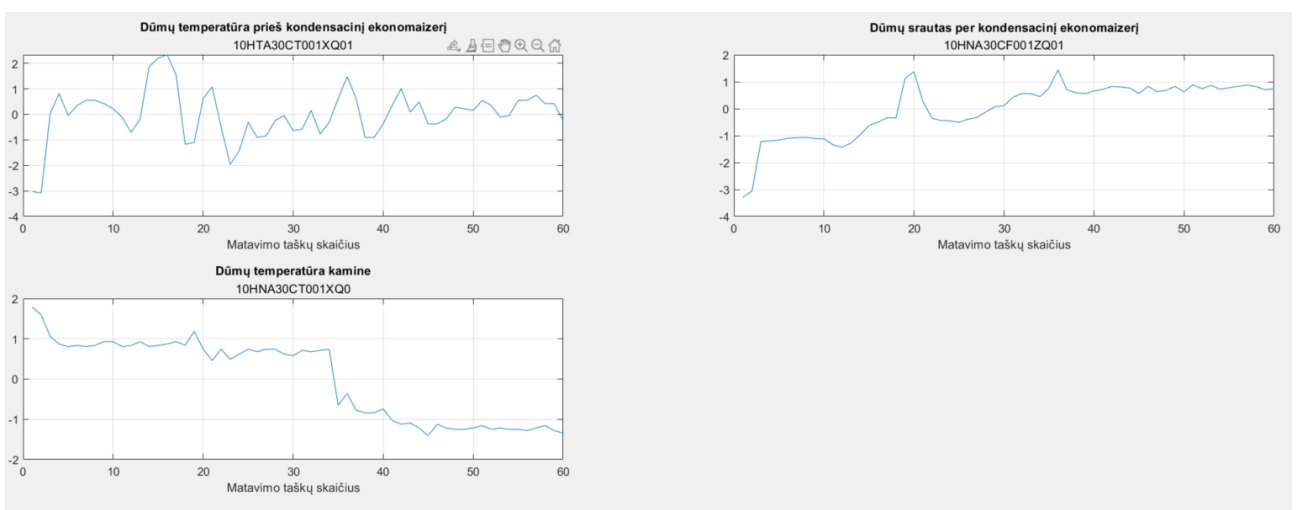 Dūmų temperatūra prieš kondensacinį ekonomaizerį
10HTA30CT001XQ01
2
1
0
-1
-2
-3
-4
0 10 20 30 40 50 60
Matavimo taškų skaičius
Dūmų srautas per kondensacinį ekonomaizerį
10HNA30CF001ZQ01
2
1
0
-1
-2
-3
-4
0 10 20 30 40 50 60
Matavimo taškų skaičius
Dūmų temperatūra kamine
10HNA30CT001XQ0
2
1
0
-1
-2
0 10 20 30 40 50 60
Matavimo taškų skaičius